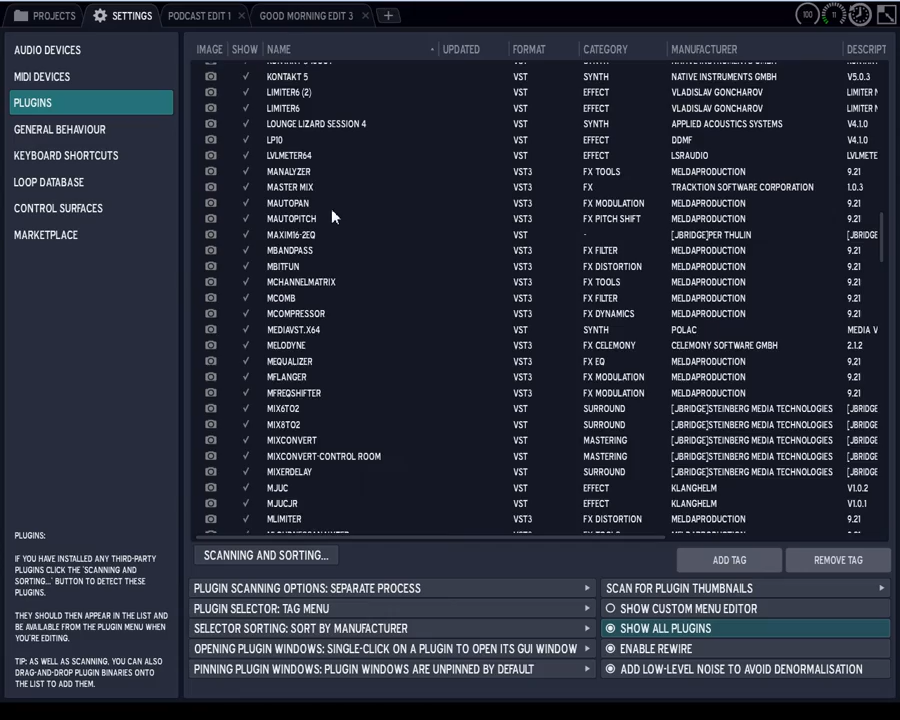 PROJECTS SETTINGS PODCAST EDIT 1 GOOD MORNING EDIT 3 100 11
AUDIO DEVICES
MIDI DEVICES
PLUGINS
GENERAL BEHAVIOUR
KEYBOARD SHORTCUTS
LOOP DATABASE
CONTROL SURFACES
MARKETPLACE
PLUGINS:
IF YOU HAVE INSTALLED ANY THIRD-PARTY
PLUGINS CLICK THE 'SCANNING AND
SORTING...' BUTTON TO DETECT THESE
PLUGINS.
THEY SHOULD THEN APPEAR IN THE LIST AND
BE AVAILABLE FROM THE PLUGIN MENU WHEN
YOU'RE EDITING.
TIP: AS WELL AS SCANNING, YOU CAN ALSO
DRAG-AND-DROP PLUGIN BINARIES ONTO
THE LIST TO ADD THEM.
IMAGE SHOW NAME UPDATED FORMAT CATEGORY MANUFACTURER DESCRIPT
KONTAKT 5 VST SYNTH NATIVE INSTRUMENTS GMBH V5.0.3
LIMITER6 (2) VST EFFECT VLADISLAV GONCHAROV LIMITER
LIMITER6 VST EFFECT VLADISLAV GONCHAROV LIMITER
LOUNGE LIZARD SESSION 4 VST SYNTH APPLIED ACOUSTICS SYSTEMS V4.1.0
LP10 VST EFFECT DDMF V4.1.0
LVLMETER64 VST EFFECT LSRAUDIO LVLMETE
MANALYZER VST3 FX TOOLS MELDAPRODUCTION 9.21
MASTER MIX VST3 FX TRACKTION SOFTWARE CORPORATION 1.0.3
MAUTOPAN VST3 FX MODULATION MELDAPRODUCTION 9.21
MAUTOPITCH VST3 FX PITCH SHIFT MELDAPRODUCTION 9.21
MAXIM16-2EQ VST - [JBRIDGE]PER THULIN [JBRIDGE
MBANDPASS VST3 FX FILTER MELDAPRODUCTION 9.21
MBITFUN VST3 FX DISTORTION MELDAPRODUCTION 9.21
MCHANNELMATRIX VST3 FX TOOLS MELDAPRODUCTION 9.21
MCOMB VST3 FX FILTER MELDAPRODUCTION 9.21
MCOMPRESSOR VST3 FX DYNAMICS MELDAPRODUCTION 9.21
MEDIAVST.X64 VST SYNTH POLAC MEDIA V
MELODYNE VST3 FX CELEMONY CELEMONY SOFTWARE GMBH 2.1.2
MEQUALIZER VST3 FX EQ MELDAPRODUCTION 9.21
MFLANGER VST3 FX MODULATION MELDAPRODUCTION 9.21
MFREQSHIFTER VST3 FX MODULATION MELDAPRODUCTION 9.21
MIX6TO2 VST SURROUND [JBRIDGE]STEINBERG MEDIA TECHNOLOGIES [JBRIDGE
MIX8TO2 VST SURROUND [JBRIDGE]STEINBERG MEDIA TECHNOLOGIES [JBRIDGE
MIXCONVERT VST MASTERING [JBRIDGE]STEINBERG MEDIA TECHNOLOGIES [JBRIDGE
MIXCONVERT-CONTROL ROOM VST MASTERING [JBRIDGE]STEINBERG MEDIA TECHNOLOGIES [JBRIDGE
MIXERDELAY VST SURROUND [JBRIDGE]STEINBERG MEDIA TECHNOLOGIES [JBRIDGE
MJUC VST EFFECT KLANGHELM V1.0.2
MJUCJR VST EFFECT KLANGHELM V1.0.1
MLIMITER VST3 FX DISTORTION MELDAPRODUCTION 9.21
SCANNING AND SORTING... ADD TAG REMOVE TAG
PLUGIN SCANNING OPTIONS: SEPARATE PROCESS SCAN FOR PLUGIN THUMBNAILS
PLUGIN SELECTOR: TAG MENU SHOW CUSTOM MENU EDITOR
SELECTOR SORTING: SORT BY MANUFACTURER SHOW ALL PLUGINS
OPENING PLUGIN WINDOWS: SINGLE-CLICK ON A PLUGIN TO OPEN ITS GUI WINDOW ENABLE REWIRE
PINNING PLUGIN WINDOWS: PLUGIN WINDOWS ARE UNPINNED BY DEFAULT ADD LOW-LEVEL NOISE TO AVOID DENORMALISATION